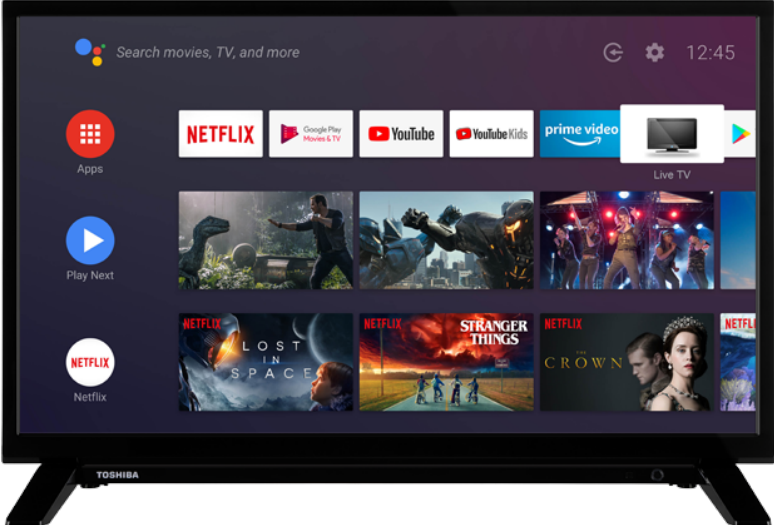 Search movies, TV, and more
12:45
NETFLIX
Google Play
Movies & TV
YouTube
YouTube Kids
prime video
Apps
Live TV
Play Next
NETFLIX
LOST
IN
SPACE
NETFLIX
STRANGER
THINGS
NETFLIX
THE
CROWN
NETFLI
NETFLIX
Netflix
TOSHIBA